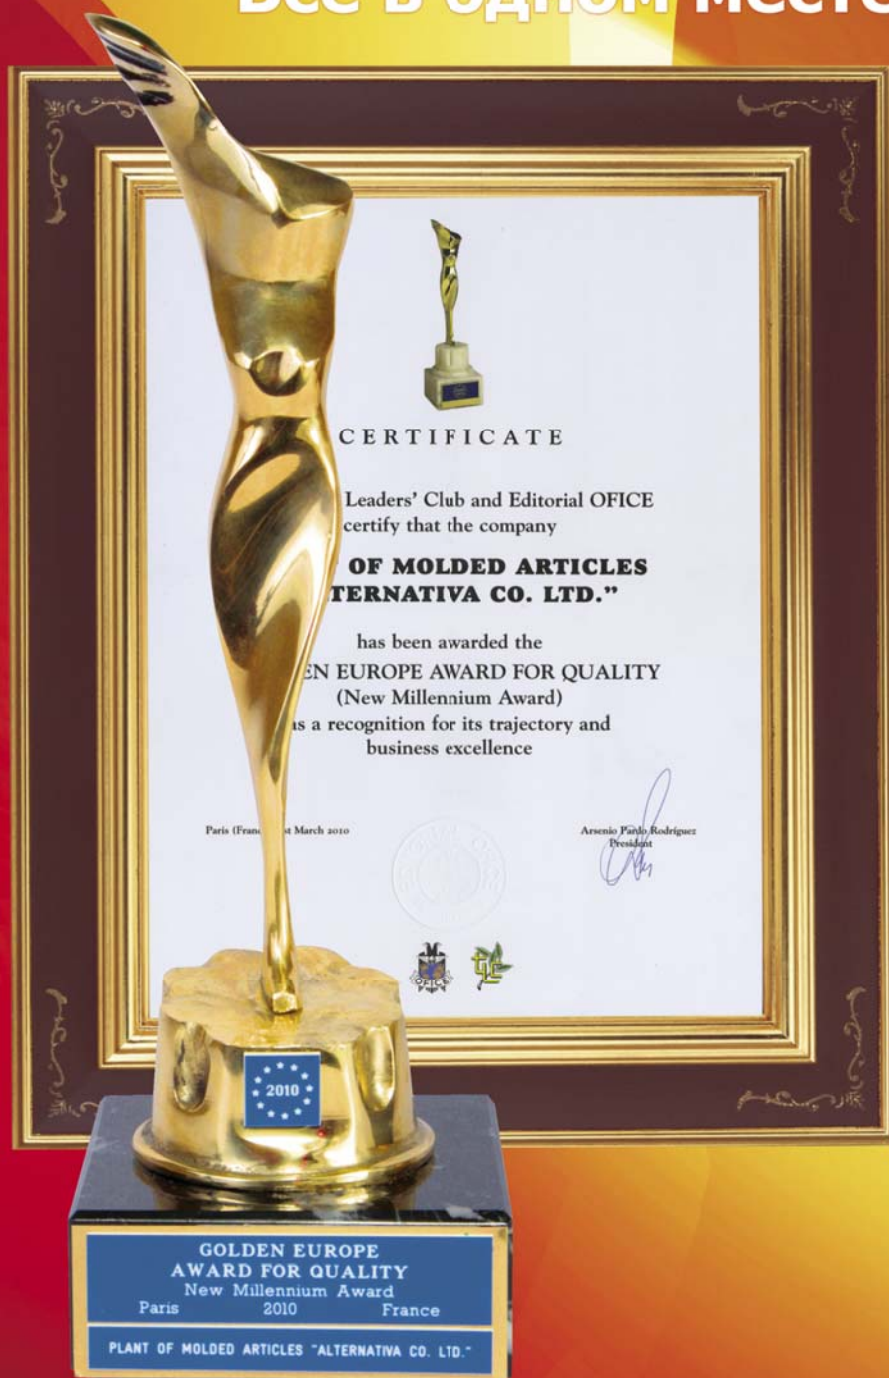 Все в одном месте
CERTIFICATE
Leaders' Club and Editorial OFICE
certify that the company
OF MOLDED ARTICLES
TERNATIVA CO. LTD."
has been awarded the
EN EUROPE AWARD FOR QUALITY
(New Millennium Award)
as a recognition for its trajectory and
business excellence
Paris (Fran st March 2010
Arsenio Pardo Rodríguez
President
OFICE
2010
GOLDEN EUROPE
AWARD FOR QUALITY
New Millennium Award
Paris 2010 France
PLANT OF MOLDED ARTICLES "ALTERNATIVA CO. LTD."